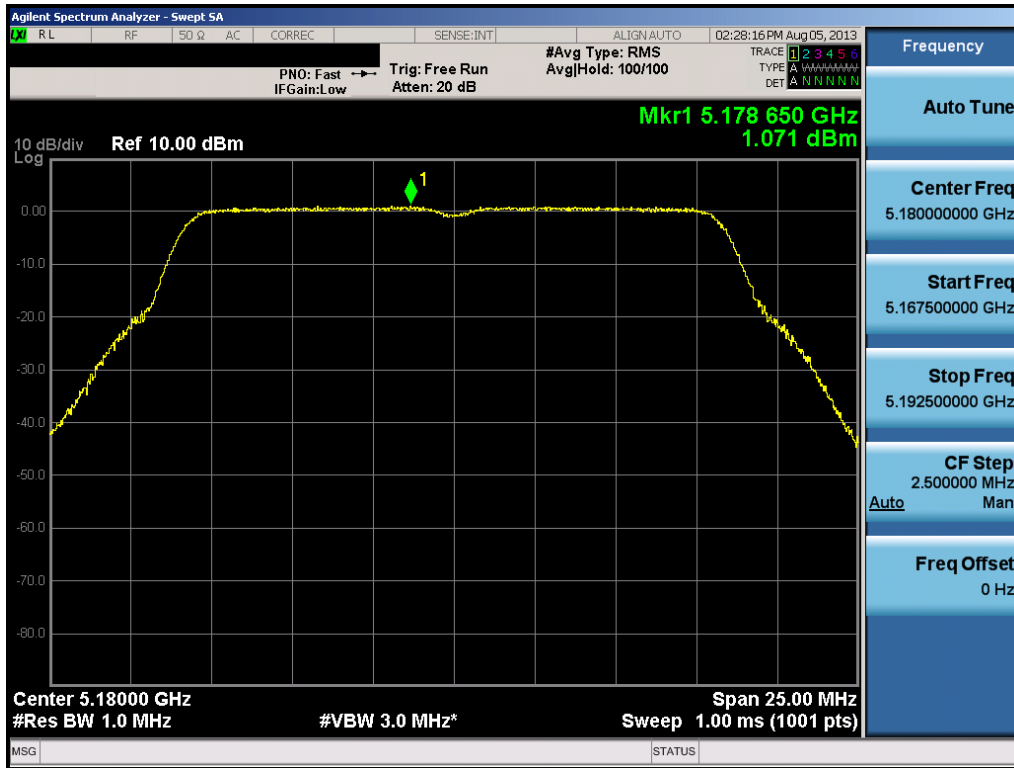 Agilent Spectrum Analyzer - Swept SA
LXI RL RF 50 Ω AC CORREC SENSE:INT ALIGN AUTO 02:28:16 PM Aug 05, 2013
PNO: Fast
IFGain:Low
Trig: Free Run
Atten: 20 dB
#Avg Type: RMS
Avg|Hold: 100/100
TRACE 1 2 3 4 5 6
TYPE A WWWWW
DET A N N N N N
Mkr1 5.178 650 GHz
1.071 dBm
10 dB/div Ref 10.00 dBm
Log
1
0.00
-10.0
-20.0
-30.0
-40.0
-50.0
-60.0
-70.0
-80.0
Center 5.18000 GHz Span 25.00 MHz
#Res BW 1.0 MHz #VBW 3.0 MHz* Sweep 1.00 ms (1001 pts)
MSG STATUS
Frequency
Auto Tune
Center Freq
5.180000000 GHz
Start Freq
5.167500000 GHz
Stop Freq
5.192500000 GHz
CF Step
2.500000 MHz
Auto Man
Freq Offset
0 Hz